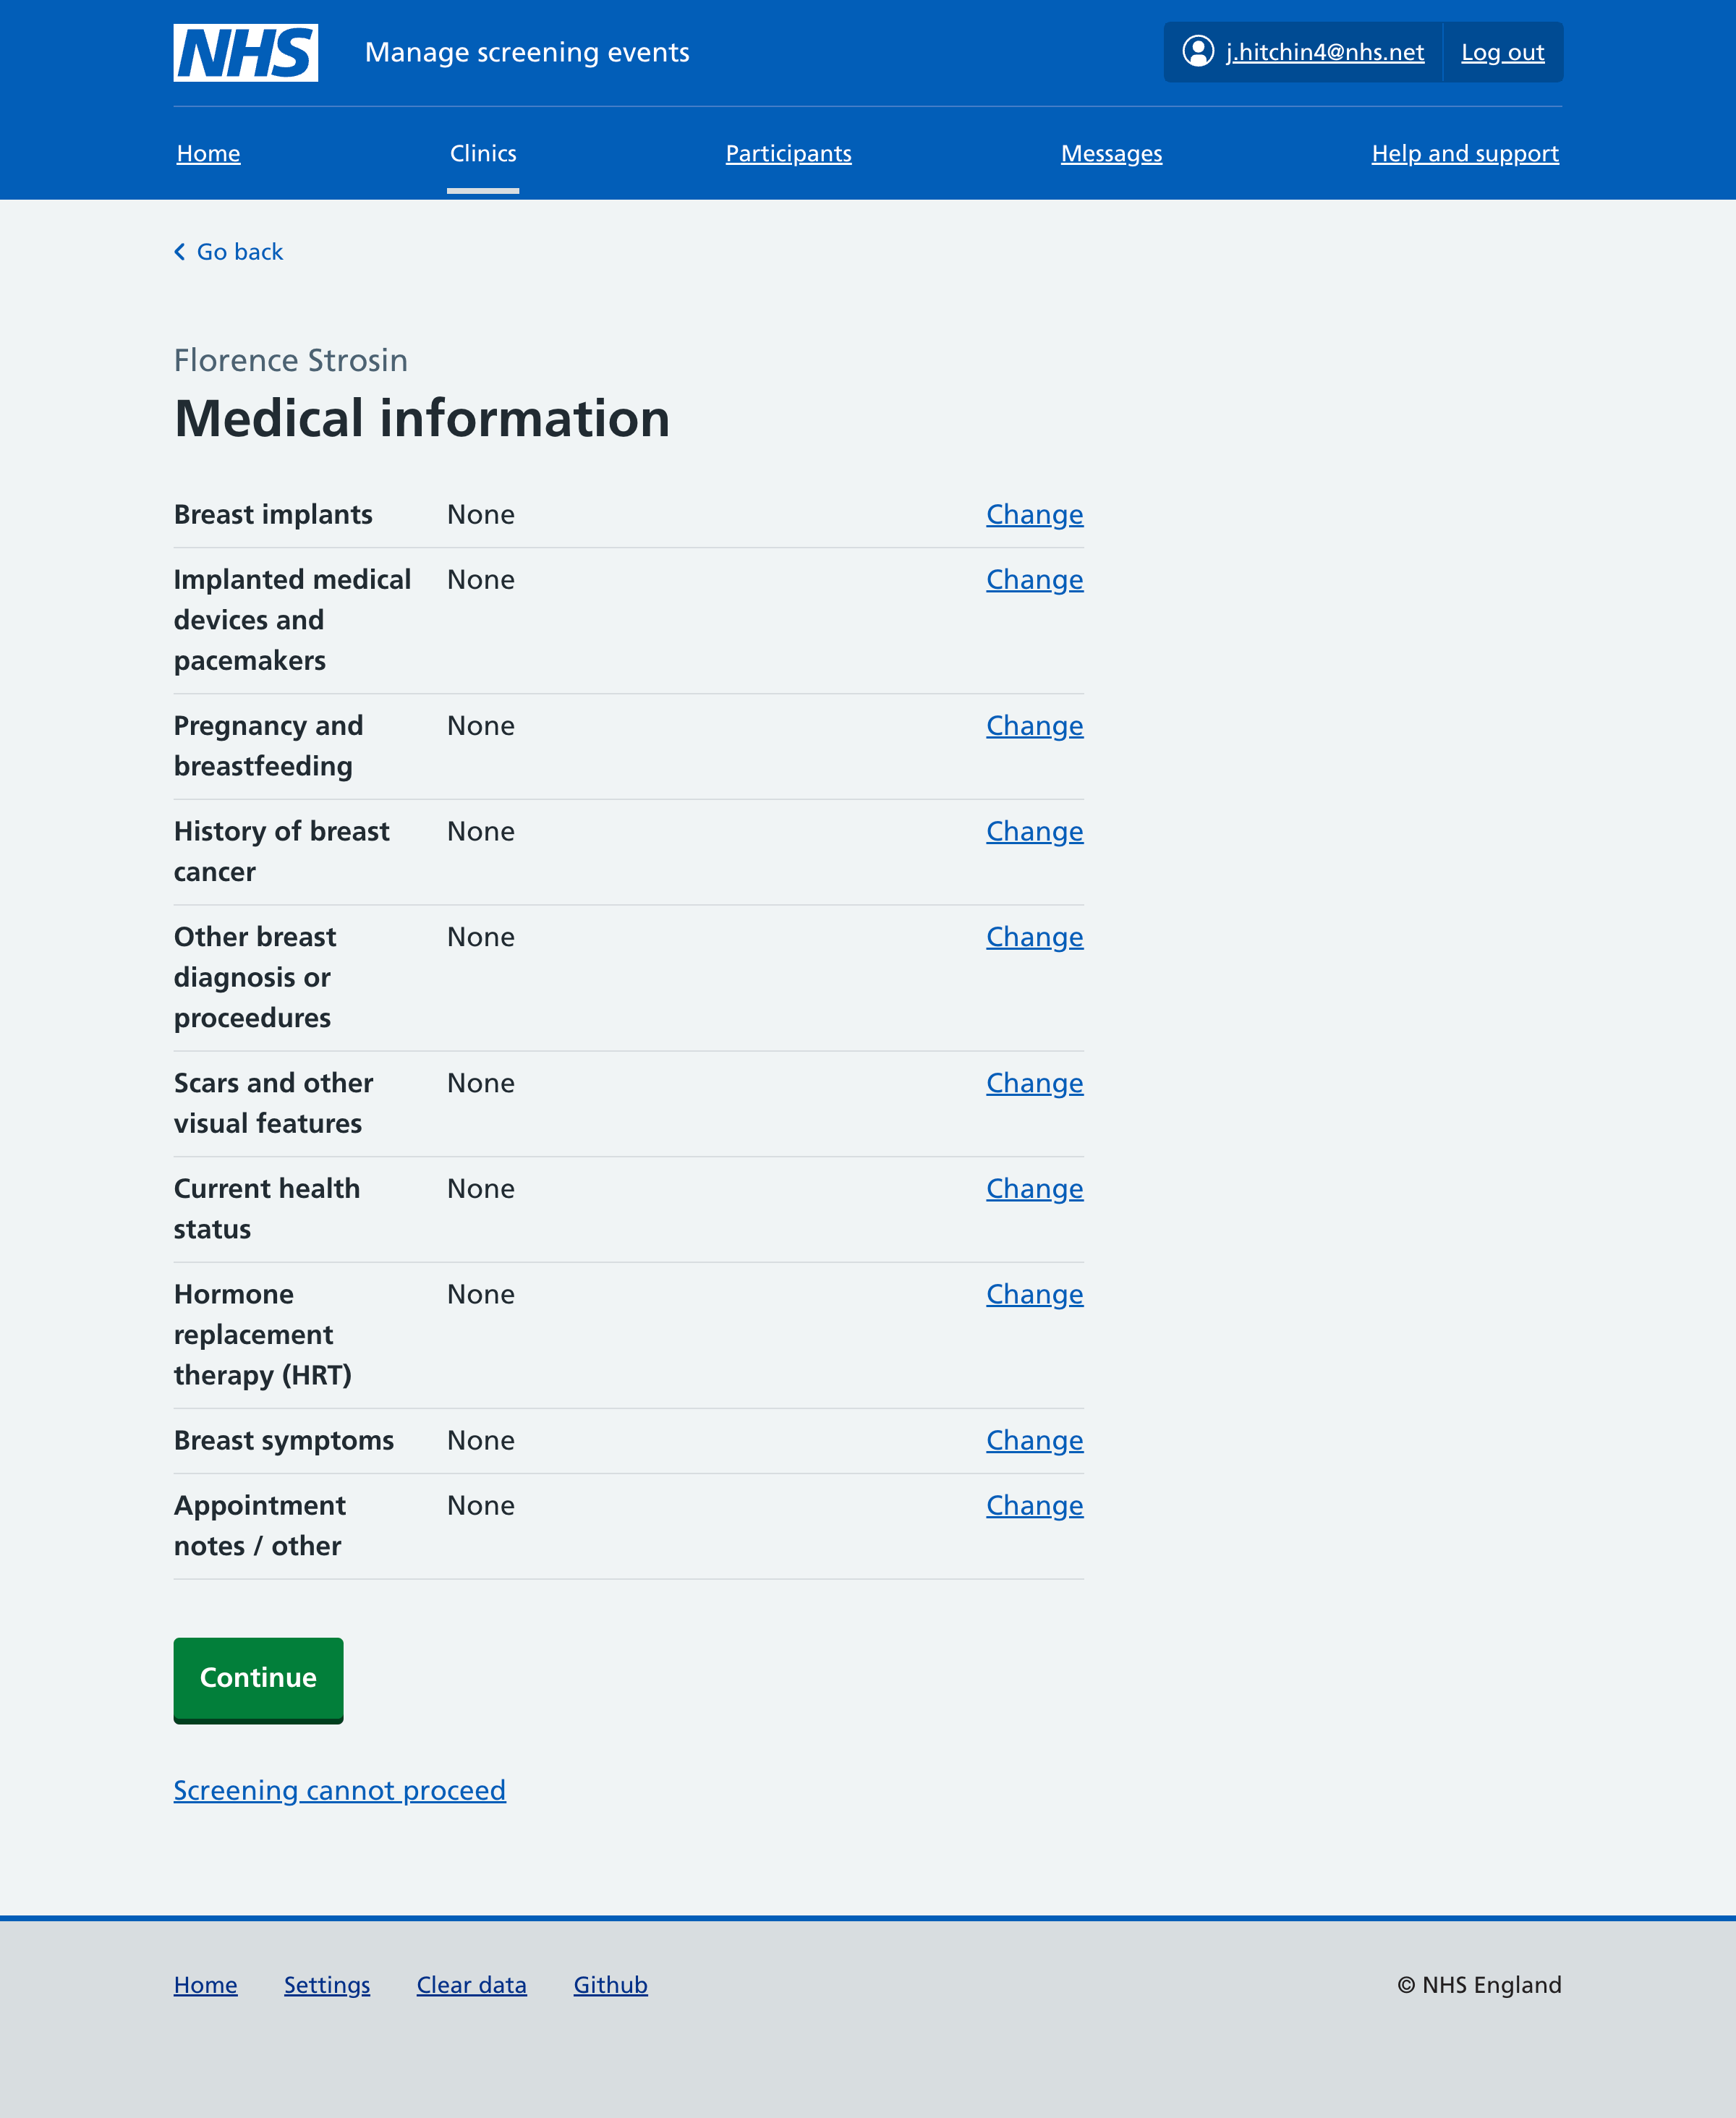 NHS Manage screening events j.hitchin4@nhs.net Log out
Home Clinics Participants Messages Help and support
Go back
Florence Strosin
Medical information
Breast implants None Change
Implanted medical None Change
devices and
pacemakers
Pregnancy and None Change
breastfeeding
History of breast None Change
cancer
Other breast None Change
diagnosis or
proceedures
Scars and other None Change
visual features
Current health None Change
status
Hormone None Change
replacement
therapy (HRT)
Breast symptoms None Change
Appointment None Change
notes / other
Continue
Screening cannot proceed
Home Settings Clear data Github © NHS England